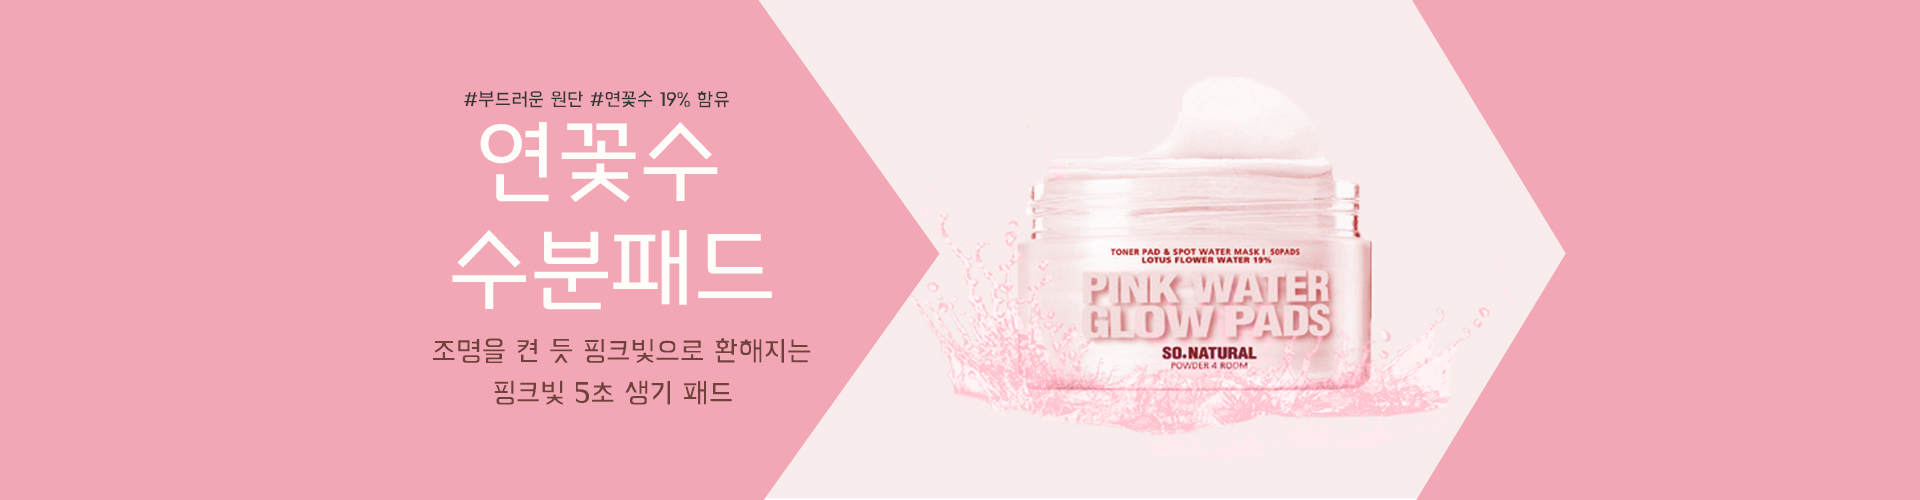 #부드러운 원단 #연꽃수 19% 함유
연꽃수
수분패드
조명을 켠 듯 핑크빛으로 환해지는
핑크빛 5초 생기 패드
TONER PAD & SPOT WATER MASK I 50PADS
LOTUS FLOWER WATER 19%
PINK WATER
GLOW PADS
SO.NATURAL
POWDER 4 ROOM